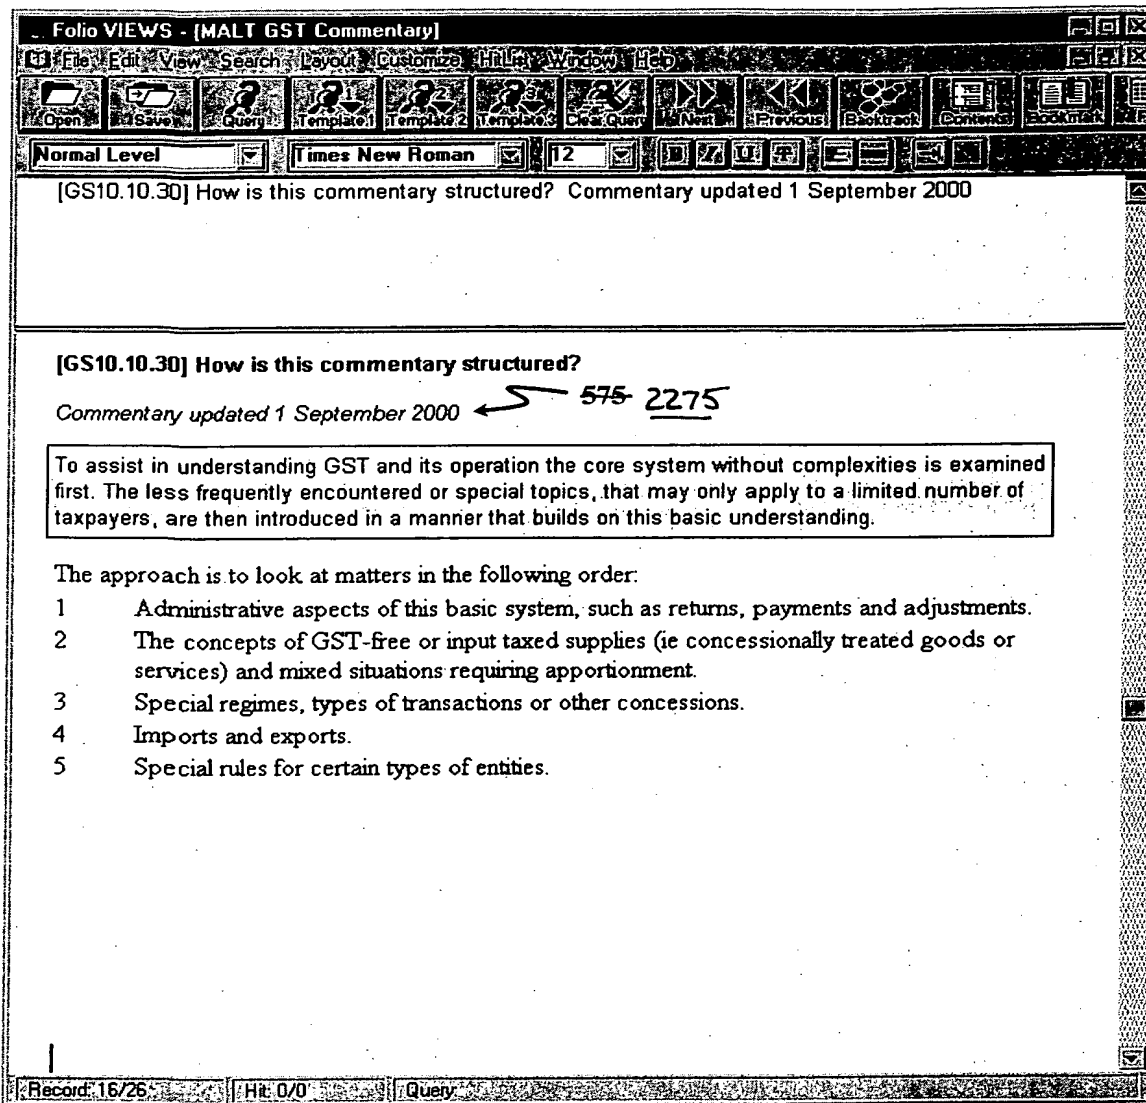 Folio VIEWS - [MALT GST Commentary]
File Edit View Search Layout Customize HitList Window Help
Open Save Query Template 1 Template 2 Template 3 Clear Query Next Previous Backtrack Contents Bookmark
Normal Level Times New Roman 12 B I U
[GS10.10.30] How is this commentary structured? Commentary updated 1 September 2000
[GS10.10.30] How is this commentary structured?
575 2275
Commentary updated 1 September 2000
To assist in understanding GST and its operation the core system without complexities is examined
first. The less frequently encountered or special topics, that may only apply to a limited number of
taxpayers, are then introduced in a manner that builds on this basic understanding.
The approach is to look at matters in the following order:
1 Administrative aspects of this basic system, such as returns, payments and adjustments.
2 The concepts of GST-free or input taxed supplies (ie concessionally treated goods or
services) and mixed situations requiring apportionment.
3 Special regimes, types of transactions or other concessions.
4 Imports and exports.
5 Special rules for certain types of entities.
Record: 16/26 Hit: 0/0 Query: